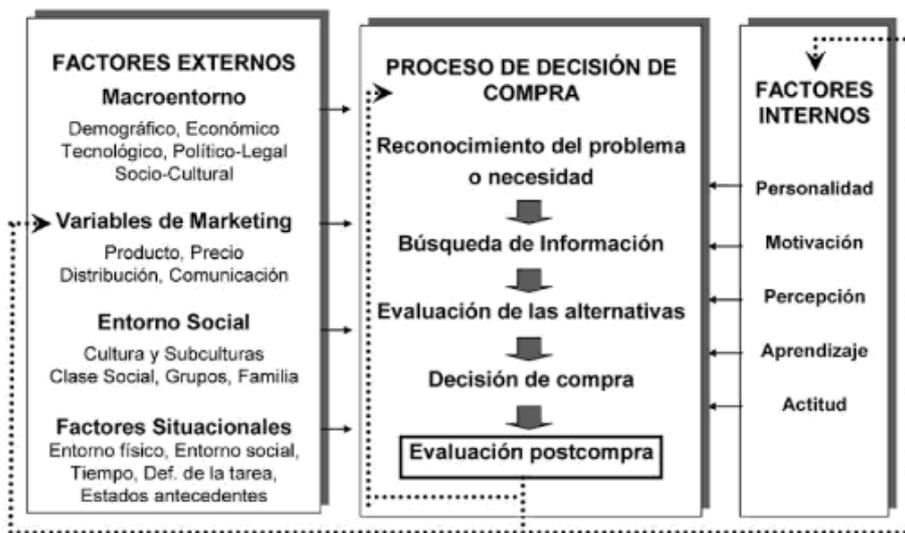 FACTORES EXTERNOS
Macroentorno
Demográfico, Económico
Tecnológico, Político-Legal
Socio-Cultural
Variables de Marketing
Producto, Precio
Distribución, Comunicación
Entorno Social
Cultura y Subculturas
Clase Social, Grupos, Familia
Factores Situacionales
Entorno físico, Entorno social,
Tiempo, Def. de la tarea,
Estados antecedentes
PROCESO DE DECISIÓN DE
COMPRA
Reconocimiento del problema
o necesidad
Búsqueda de Información
Evaluación de las alternativas
Decisión de compra
Evaluación postcompra
FACTORES
INTERNOS
Personalidad
Motivación
Percepción
Aprendizaje
Actitud